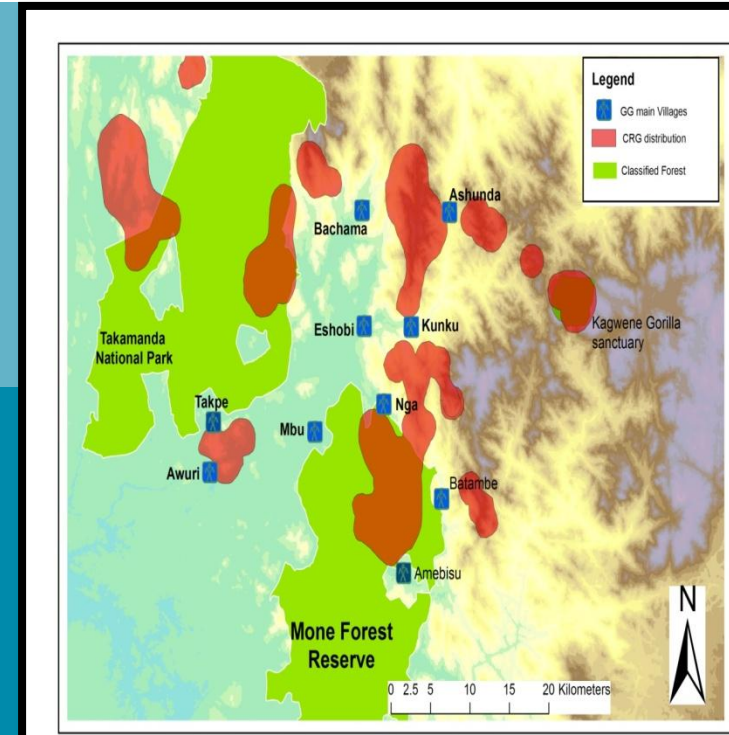 Legend
GG main Villages
CRG distribution
Classified Forest
Ashunda
Bachama
Eshobi
Kunku
Kagwene Gorilla
sanctuary
Takamanda
National Park
Takpe
Nga
Mbu
Awuri
Batambe
Amebisu
Mone Forest
Reserve
N
0 2.5 5 10 15 20 Kilometers